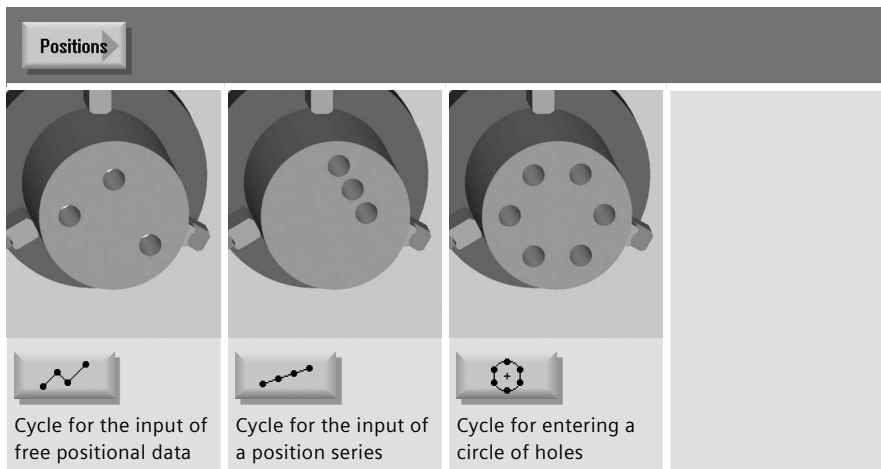 Positions
Cycle for the input of
free positional data
Cycle for the input of
a position series
Cycle for entering a
circle of holes